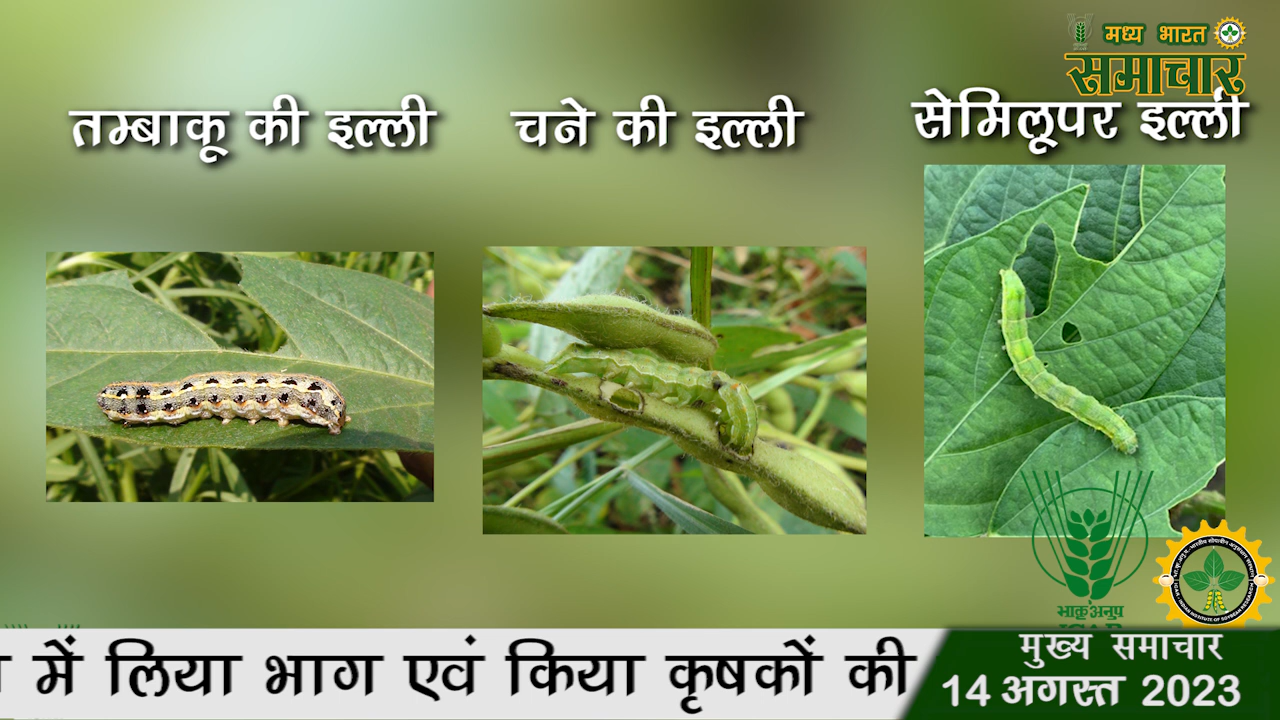 मध्य भारत
समाचार
तम्बाकू की इल्ली
चने की इल्ली
सेमिलूपर इल्ली
भाकृअनुप
में लिया भाग एवं किया कृषकों की
मुख्य समाचार
14 अगस्त 2023